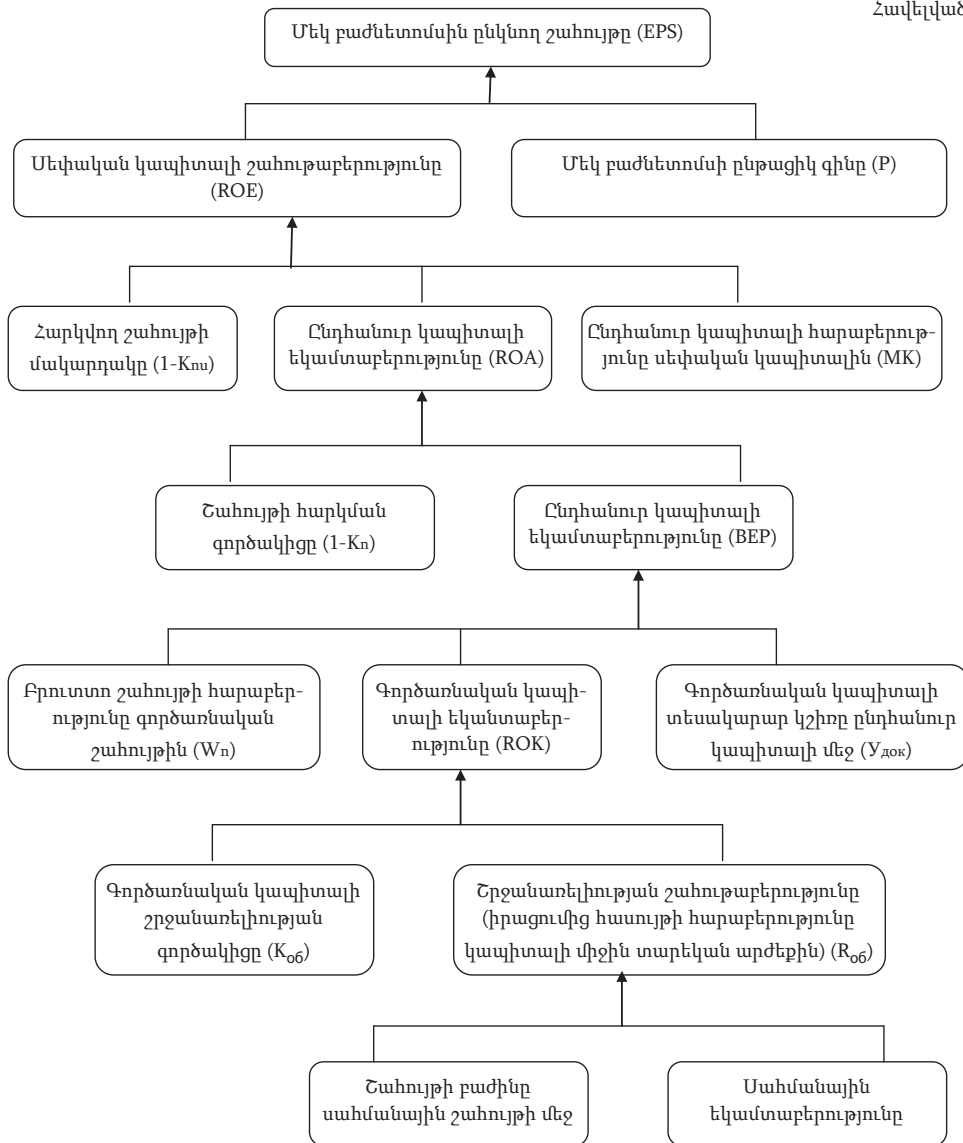 Հավելված
Մեկ բաժնետոմսին ընկնող շահույթը (EPS)
Սեփական կապիտալի շահութաբերությունը
(ROE)
Մեկ բաժնետոմսի ընթացիկ գինը (P)
Հարկվող շահույթի
մակարդակը (1-Knu)
Ընդհանուր կապիտալի
եկամտաբերությունը (ROA)
Ընդհանուր կապիտալի հարաբերու-
յունը սեփական կապիտալին (MK)
Շահույթի հարկման
գործակիցը (1-Kn)
Ընդհանուր կապիտալի
եկամտաբերությունը (BEP)
Բրուտտո շահույթի հարաբեր-
ությունը գործառնական
շահույթին (Wn)
Գործառնական կապի-
տալի եկանտաբեր-
ությունը (ROK)
Գործառնական կապիտալի
տեսակարար կշիռը ընդհանուր
կապիտալի մեջ (Удок)
Գործառնական կապիտալի
շրջանառելիության
գործակիցը (Kоб)
Շրջանառելիության շահութաբերությունը
(իրացումից հասույթի հարաբերությունը
կապիտալի միջին տարեկան արժեքին) (Rоб)
Շահույթի բաժինը
սահմանային շահույթի մեջ
Սահմանային
եկամտաբերությունը